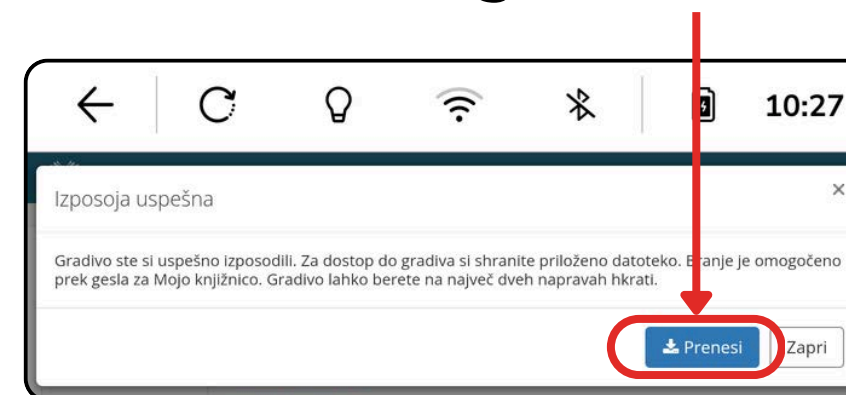 10:27
Izposoja uspešna
Gradivo ste si uspešno izposodili. Za dostop do gradiva si shranite priloženo datoteko. Branje je omogočeno
prek gesla za Mojo knjižnico. Gradivo lahko berete na največ dveh napravah hkrati.
Prenesi
Zapri